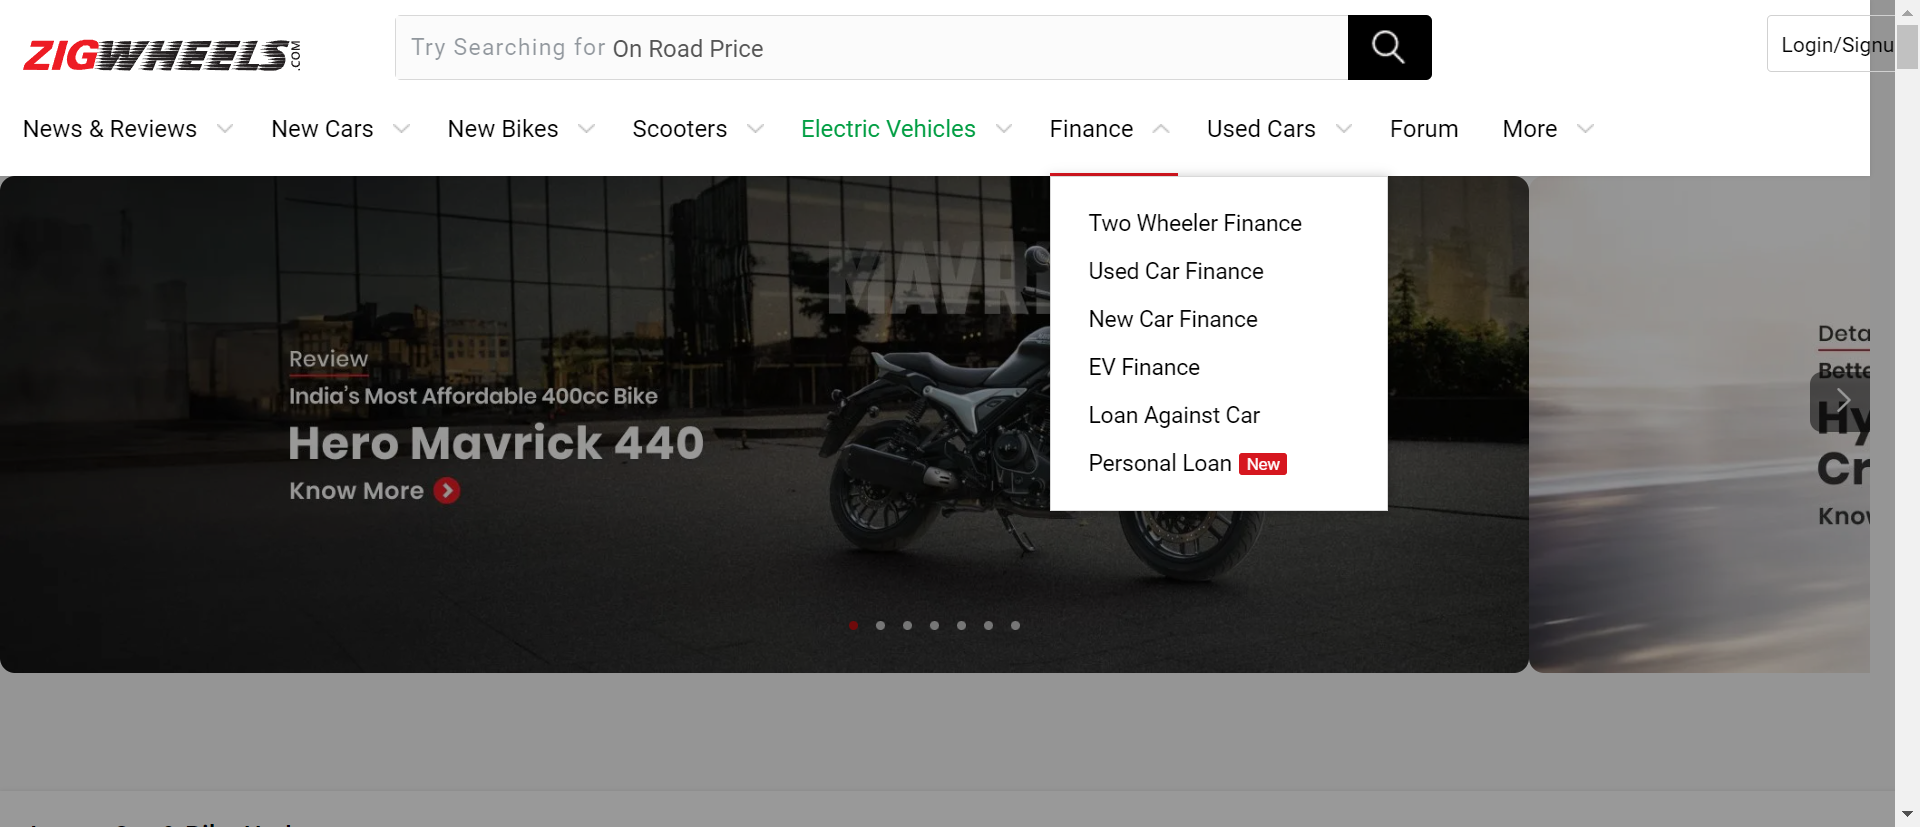 ZIGWHEELS.COM
Try Searching for On Road Price
Login/Signu
News & Reviews
New Cars
New Bikes
Scooters
Electric Vehicles
Finance
Used Cars
Forum
More
Two Wheeler Finance
Used Car Finance
New Car Finance
EV Finance
Loan Against Car
Personal Loan New
Review
India's Most Affordable 400cc Bike
Hero Mavrick 440
Know More
MAVR
Deta
Bette
Hy
Cr
Know